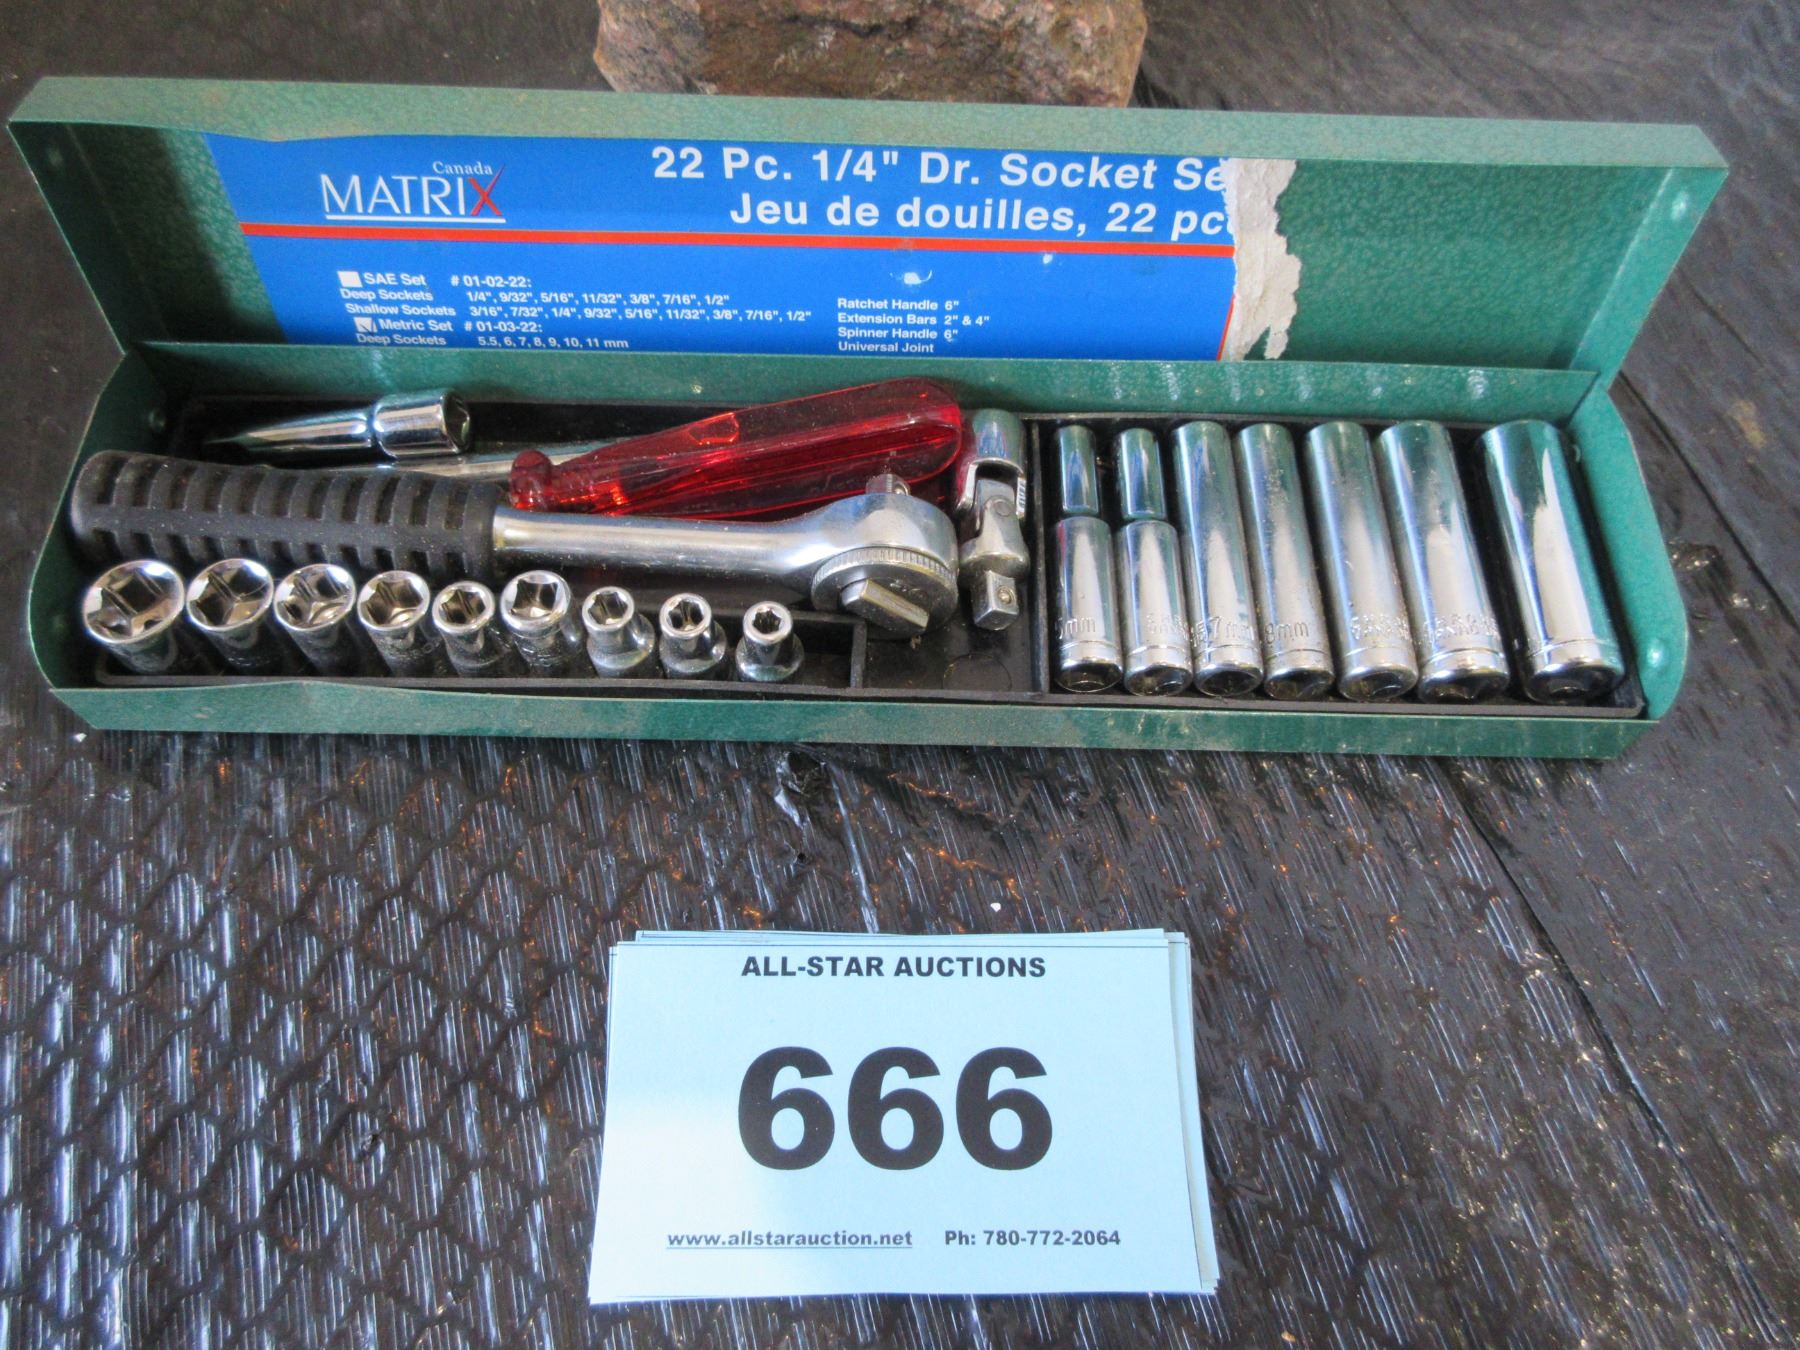 Canada
MATRIX
22 Pc. 1/4" Dr. Socket Se
Jeu de douilles, 22 pc
SAE Set # 01-02-22:
Deep Sockets 1/4", 9/32", 5/16", 11/32", 3/8", 7/16", 1/2"
Shallow Sockets 3/16", 7/32", 1/4", 9/32", 5/16", 11/32", 3/8", 7/16", 1/2"
Metric Set # 01-03-22:
Deep Sockets 5.5, 6, 7, 8, 9, 10, 11 mm
Ratchet Handle 6"
Extension Bars 2" & 4"
Spinner Handle 6"
Universal Joint
7mm
8mm
ALL-STAR AUCTIONS
666
www.allstarauction.net Ph: 780-772-2064